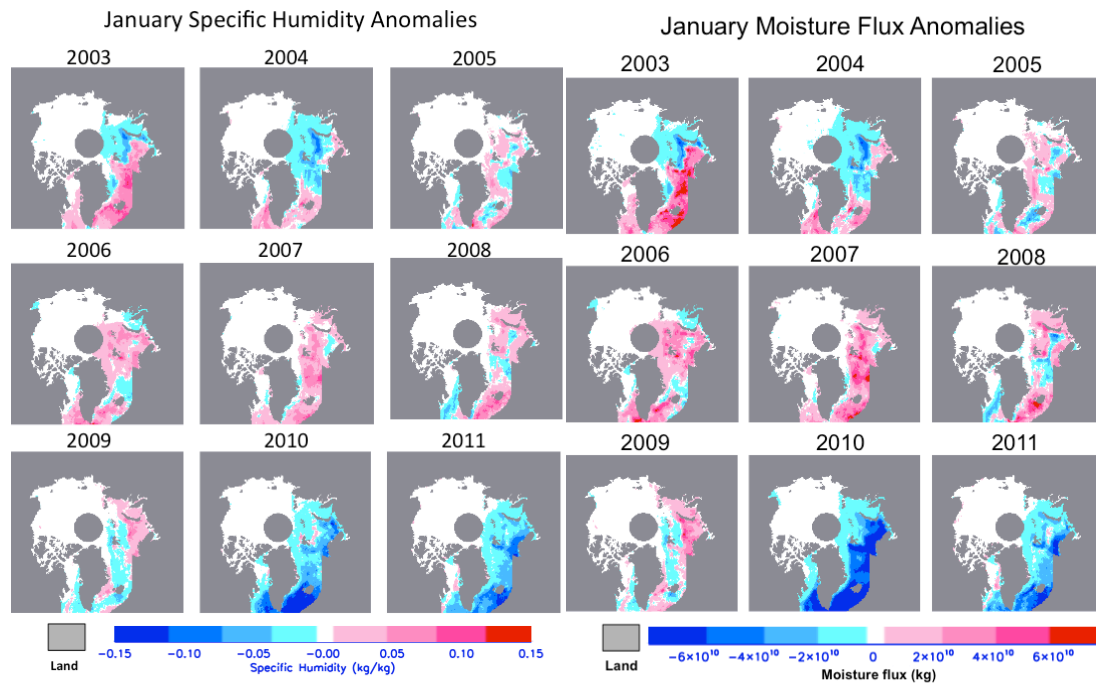 January Specific Humidity Anomalies
2003 2004 2005
2006 2007 2008
2009 2010 2011
Land
−0.15 −0.10 −0.05 −0.00 0.05 0.10 0.15
Specific Humidity (kg/kg)
January Moisture Flux Anomalies
2003 2004 2005
2006 2007 2008
2009 2010 2011
Land
−6×10¹⁰ −4×10¹⁰ −2×10¹⁰ 0 2×10¹⁰ 4×10¹⁰ 6×10¹⁰
Moisture flux (kg)